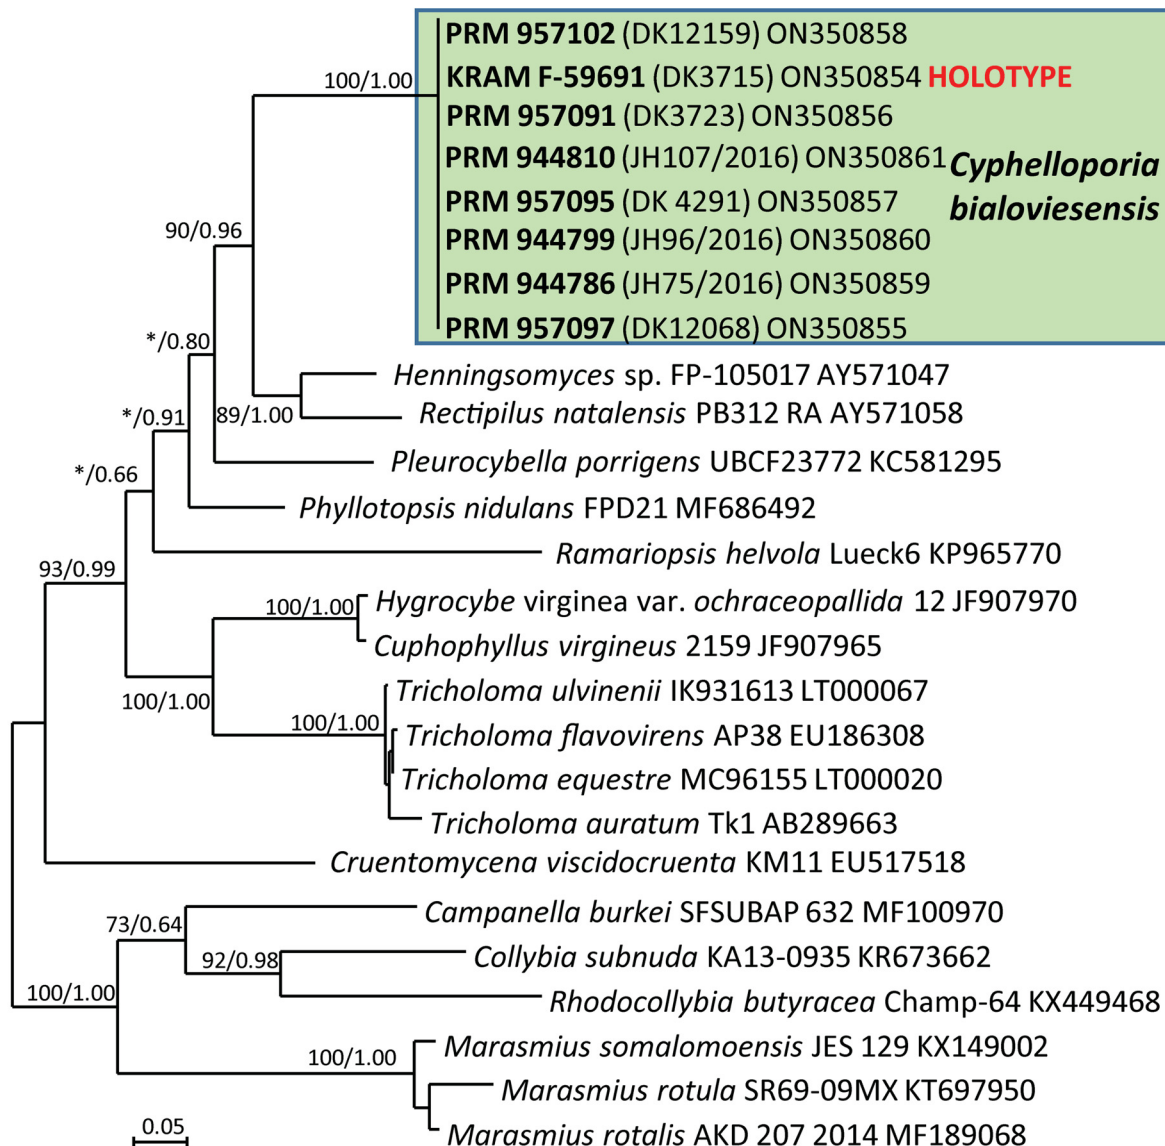 PRM 957102 (DK12159) ON350858
100/1.00
KRAM F-59691 (DK3715) ON350854 HOLOTYPE
PRM 957091 (DK3723) ON350856
PRM 944810 (JH107/2016) ON350861
Cyphelloporia
bialoviesensis
PRM 957095 (DK 4291) ON350857
90/0.96
PRM 944799 (JH96/2016) ON350860
PRM 944786 (JH75/2016) ON350859
PRM 957097 (DK12068) ON350855
*/0.80
Henningsomyces sp. FP-105017 AY571047
*/0.91
89/1.00
Rectipilus natalensis PB312 RA AY571058
Pleurocybella porrigens UBCF23772 KC581295
*/0.66
Phyllotopsis nidulans FPD21 MF686492
Ramariopsis helvola Lueck6 KP965770
93/0.99
100/1.00
Hygrocybe virginea var. ochraceopallida 12 JF907970
Cuphophyllus virgineus 2159 JF907965
100/1.00
Tricholoma ulvinenii IK931613 LT000067
100/1.00
Tricholoma flavovirens AP38 EU186308
Tricholoma equestre MC96155 LT000020
Tricholoma auratum Tk1 AB289663
Cruentomycena viscidocruenta KM11 EU517518
73/0.64
Campanella burkei SFSUBAP 632 MF100970
92/0.98
Collybia subnuda KA13-0935 KR673662
100/1.00
Rhodocollybia butyracea Champ-64 KX449468
100/1.00
Marasmius somalomoensis JES 129 KX149002
Marasmius rotula SR69-09MX KT697950
0.05
Marasmius rotalis AKD 207 2014 MF189068